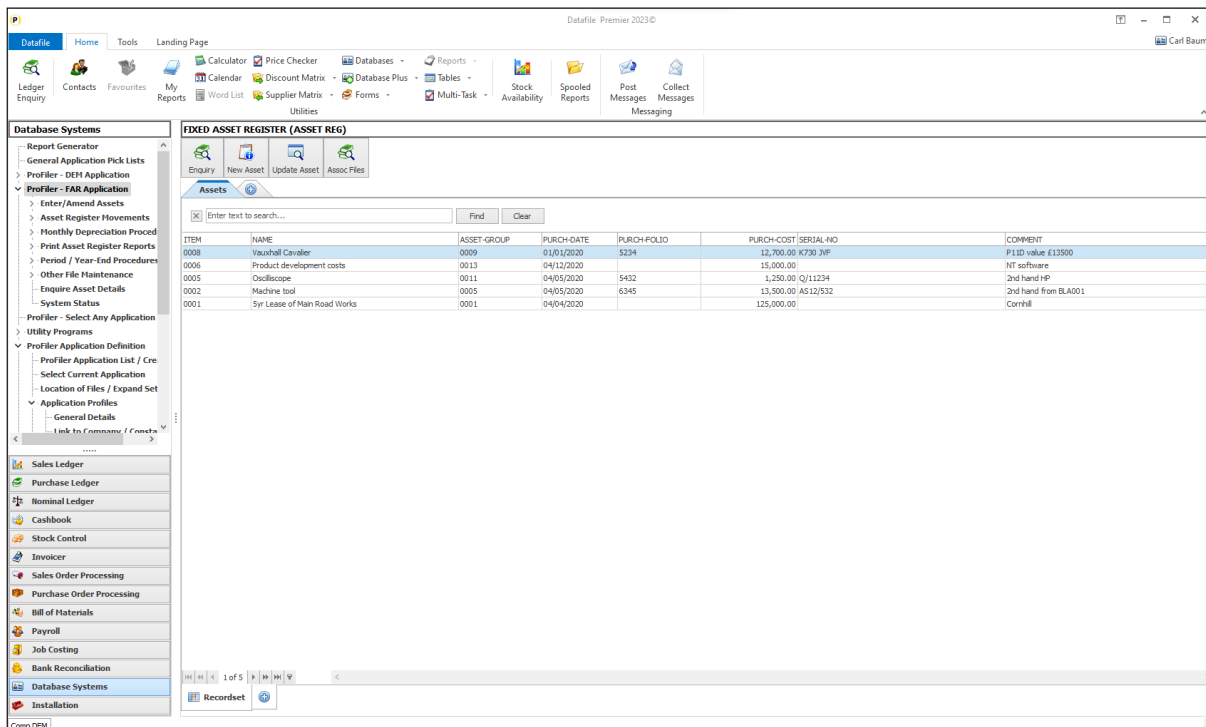 (P)
Datafile Premier 2023©
Datafile Home Tools Landing Page
Carl Baum
Ledger Enquiry
Contacts
Favourites
My Reports
Calculator Price Checker Databases Reports
31 Calendar Discount Matrix Database Plus Tables
Word List Supplier Matrix Forms Multi-Task
Utilities
Stock Availability
Spooled Reports
Post Messages
Collect Messages
Messaging
Database Systems
Report Generator
General Application Pick Lists
ProFiler - DEM Application
ProFiler - FAR Application
Enter/Amend Assets
Asset Register Movements
Monthly Depreciation Proced
Print Asset Register Reports
Period / Year-End Procedures
Other File Maintenance
Enquire Asset Details
System Status
ProFiler - Select Any Application
Utility Programs
ProFiler Application Definition
ProFiler Application List / Cre
Select Current Application
Location of Files / Expand Set
Application Profiles
General Details
Link to Company / Consta
Sales Ledger
Purchase Ledger
Nominal Ledger
Cashbook
Stock Control
Invoicer
Sales Order Processing
Purchase Order Processing
Bill of Materials
Payroll
Job Costing
Bank Reconciliation
Database Systems
Installation
Comp DEM
FIXED ASSET REGISTER (ASSET REG)
Enquiry New Asset Update Asset Assoc Files
Assets
Enter text to search... Find Clear
ITEM NAME ASSET-GROUP PURCH-DATE PURCH-FOLIO PURCH-COST SERIAL-NO COMMENT
0008 Vauxhall Cavalier 0009 01/01/2020 5234 12,700.00 K730 JVF P11D value £13500
0006 Product development costs 0013 04/12/2020 15,000.00 NT software
0005 Oscilliscope 0011 04/05/2020 5432 1,250.00 Q/11234 2nd hand HP
0002 Machine tool 0005 04/05/2020 6345 13,500.00 AS12/532 2nd hand from BLA001
0001 5yr Lease of Main Road Works 0001 04/04/2020 125,000.00 Cornhill
1 of 5
Recordset